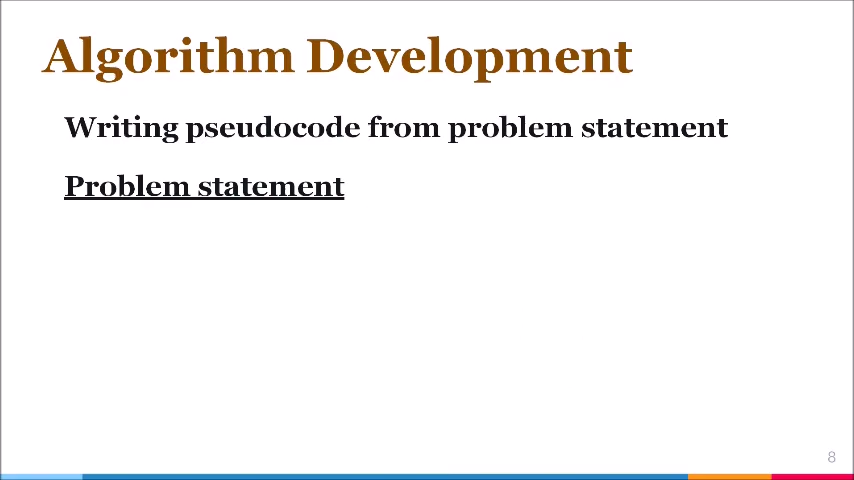 Algorithm Development
Writing pseudocode from problem statement
Problem statement
8